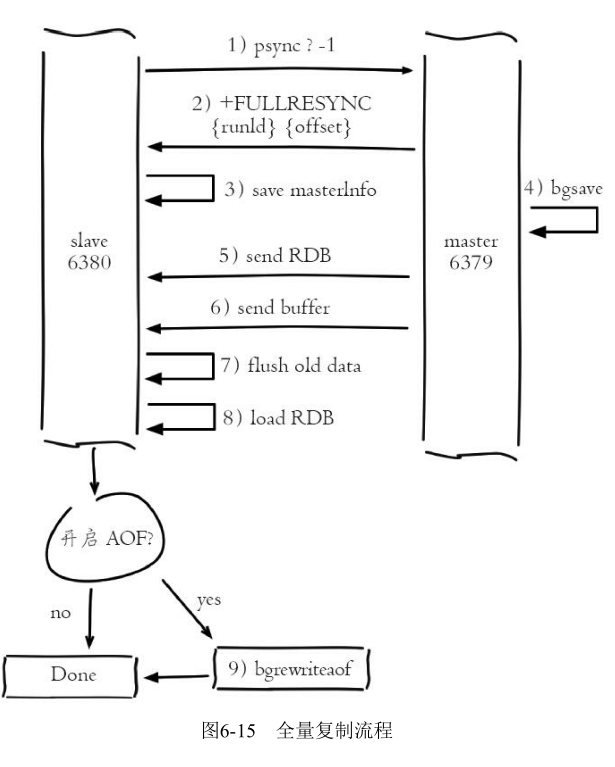 1) psync ? -1
2) +FULLRESYNC
{runId} {offset}
3) save masterInfo
4) bgsave
slave
6380
master
6379
5) send RDB
6) send buffer
7) flush old data
8) load RDB
开启 AOF?
no
yes
Done
9) bgrewriteaof
图6-15 全量复制流程